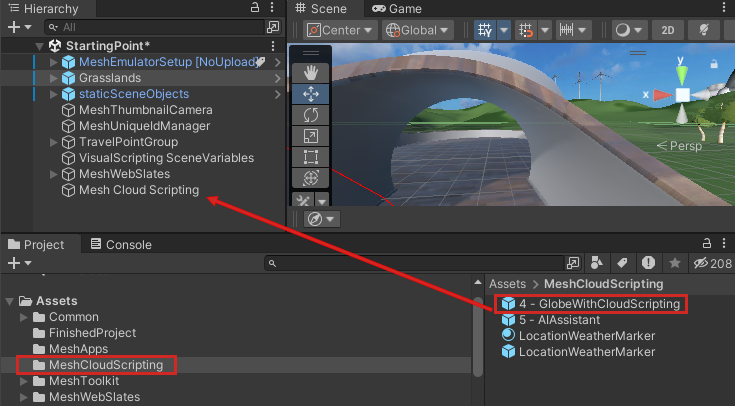 Hierarchy
All
StartingPoint*
MeshEmulatorSetup [NoUpload
Grasslands
staticSceneObjects
MeshThumbnailCamera
MeshUniqueIdManager
TravelPointGroup
VisualScripting SceneVariables
MeshWebSlates
Mesh Cloud Scripting
Scene
Game
Center
Global
2D
y
x
z
Persp
Project
Console
208
Assets
Common
FinishedProject
MeshApps
MeshCloudScripting
MeshToolkit
MeshWebSlates
Assets > MeshCloudScripting
4 - GlobeWithCloudScripting
5 - AIAssistant
LocationWeatherMarker
LocationWeatherMarker